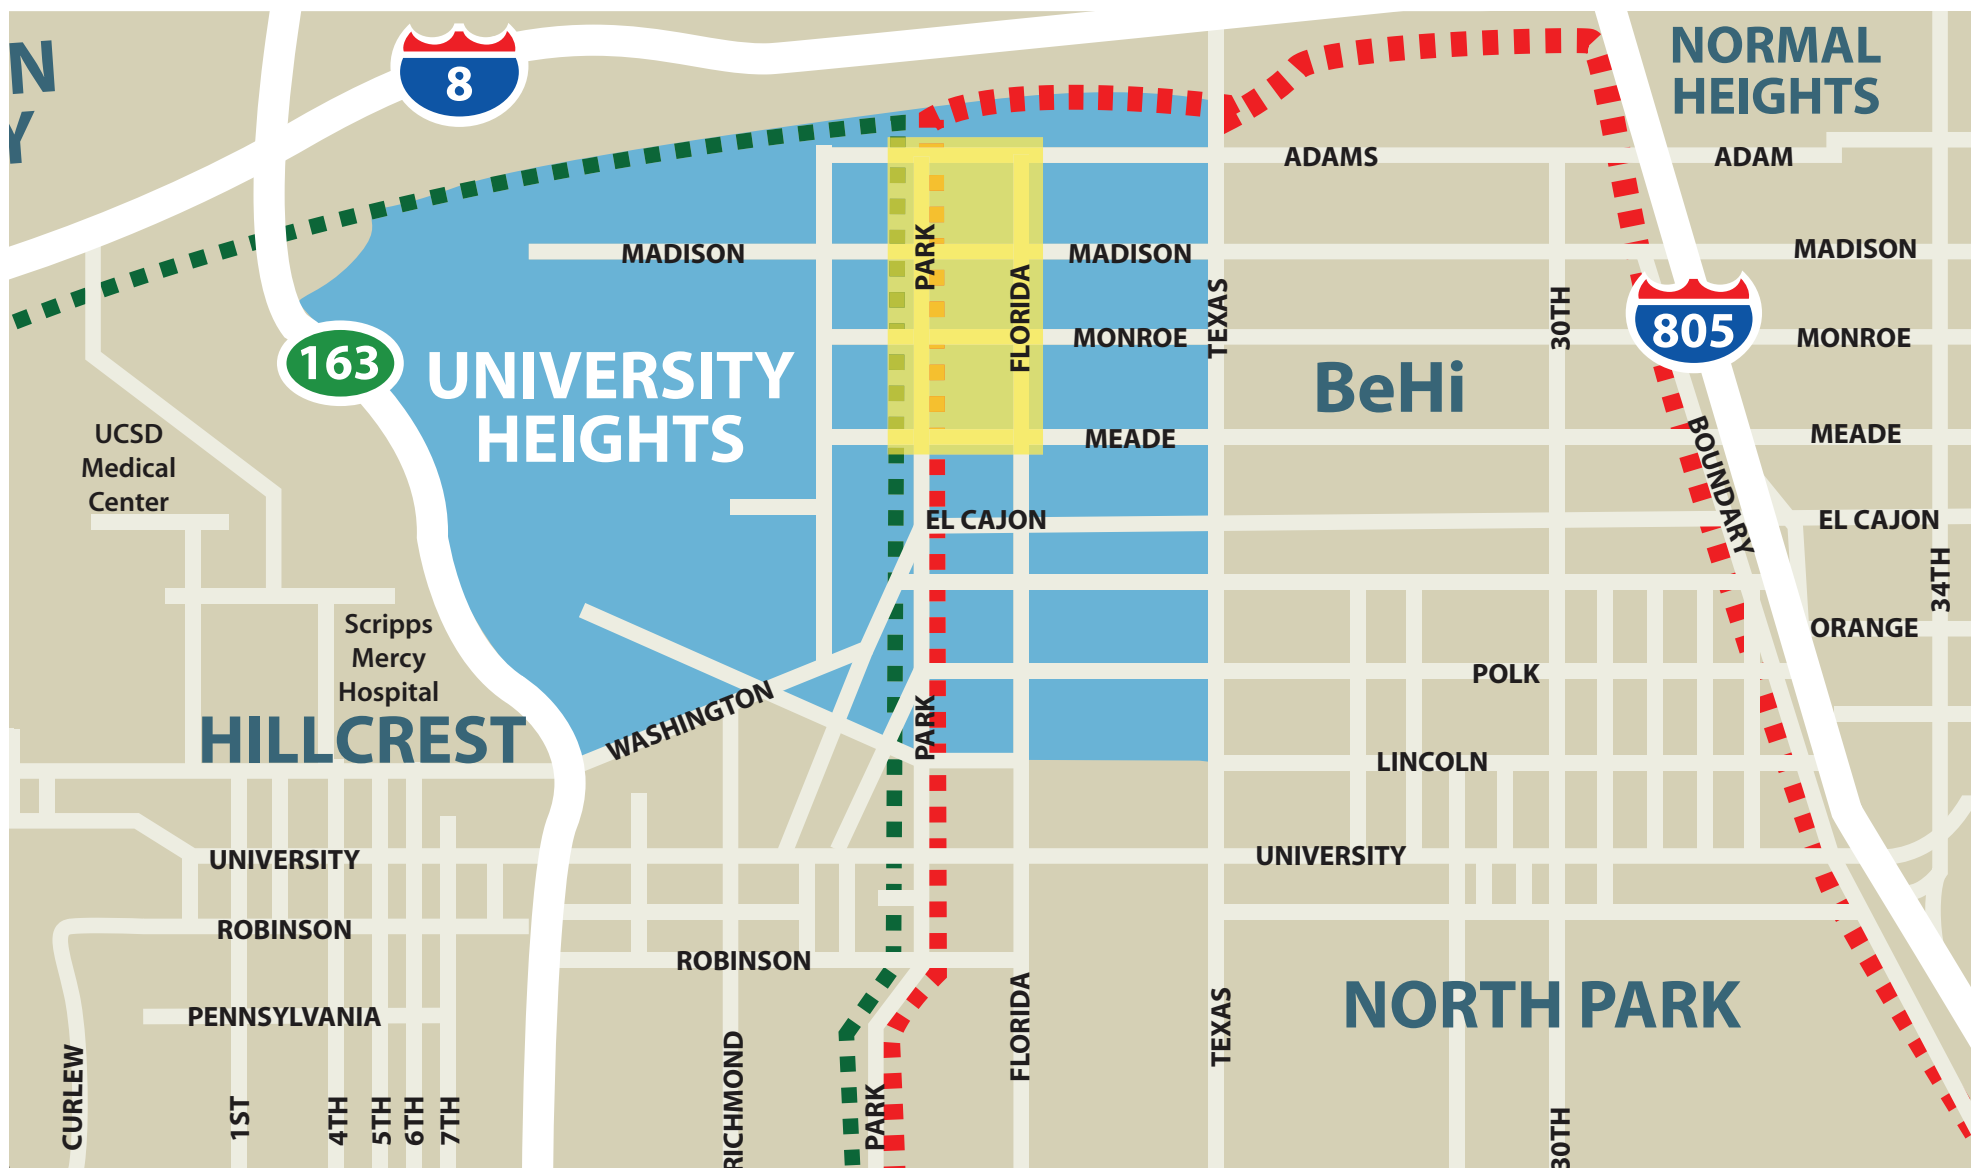 N
Y
8
NORMAL
HEIGHTS
ADAMS
ADAM
MADISON
PARK
MADISON
MADISON
FLORIDA
TEXAS
30TH
163
UNIVERSITY
HEIGHTS
MONROE
805
MONROE
BeHi
UCSD
Medical
Center
MEADE
BOUNDARY
MEADE
EL CAJON
EL CAJON
34TH
Scripps
Mercy
Hospital
ORANGE
POLK
HILLCREST
WASHINGTON
PARK
LINCOLN
UNIVERSITY
UNIVERSITY
ROBINSON
ROBINSON
PENNSYLVANIA
NORTH PARK
CURLEW
1ST
4TH
5TH
6TH
7TH
RICHMOND
PARK
FLORIDA
TEXAS
30TH